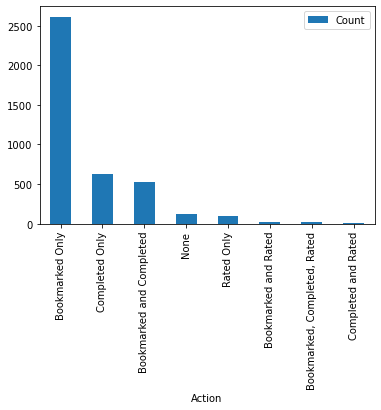 Count
2500
2000
1500
1000
500
0
Bookmarked Only
Completed Only
Bookmarked and Completed
None
Rated Only
Bookmarked and Rated
Bookmarked, Completed, Rated
Completed and Rated
Action